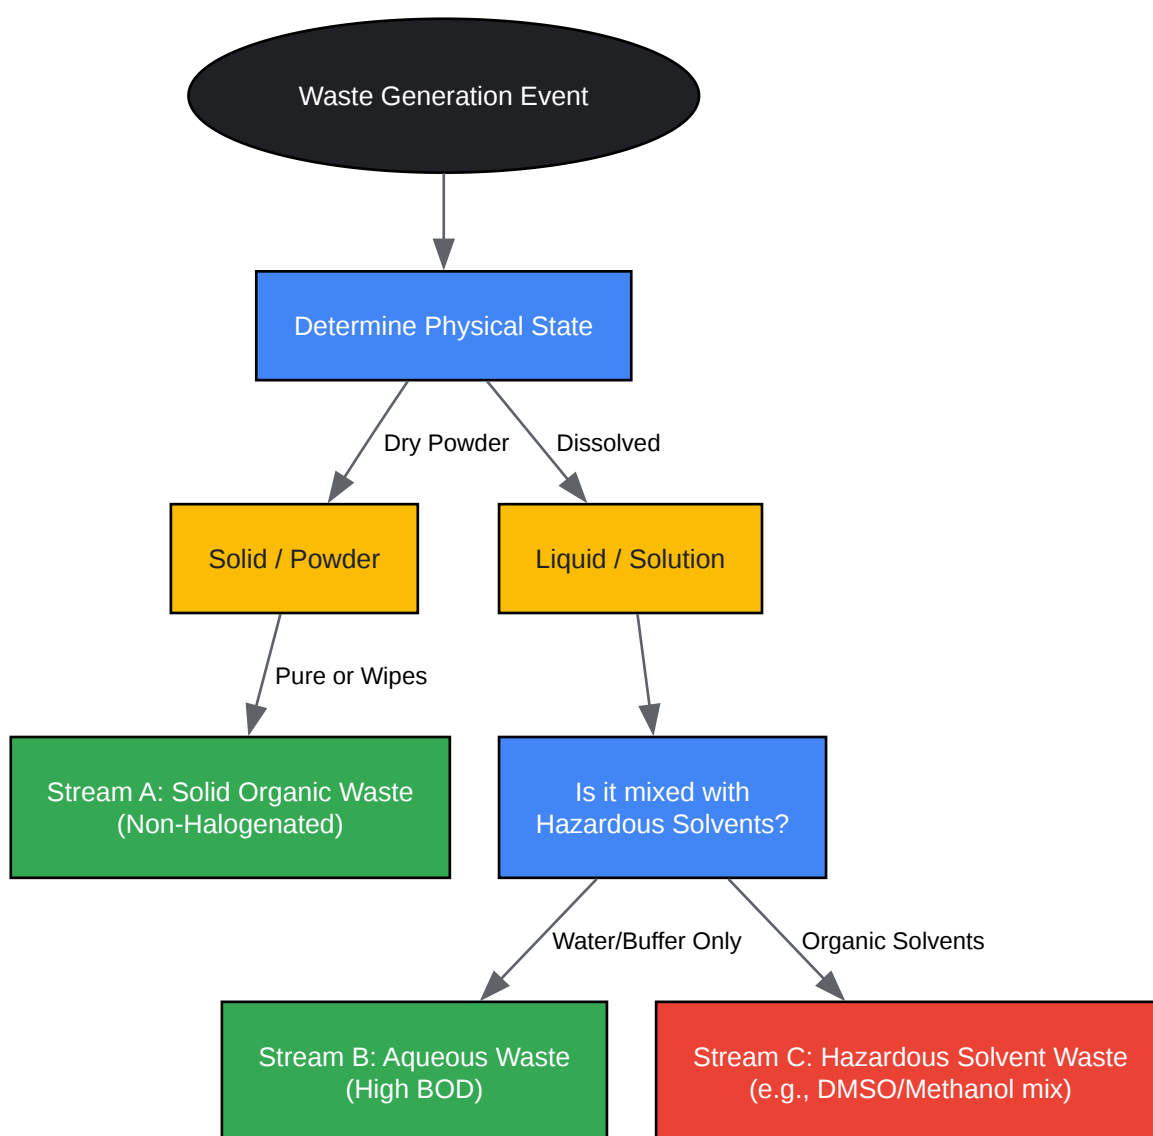 Waste Generation Event
Determine Physical State
Dry Powder
Dissolved
Solid / Powder
Liquid / Solution
Pure or Wipes
Stream A: Solid Organic Waste
(Non-Halogenated)
Is it mixed with
Hazardous Solvents?
Water/Buffer Only
Organic Solvents
Stream B: Aqueous Waste
(High BOD)
Stream C: Hazardous Solvent Waste
(e.g., DMSO/Methanol mix)